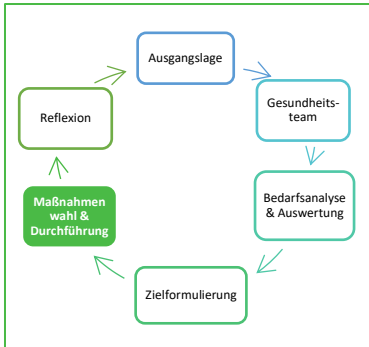 Ausgangslage
Gesundheits-
team
Bedarfsanalyse
& Auswertung
Zielformulierung
Maßnahmen
wahl &
Durchführung
Reflexion